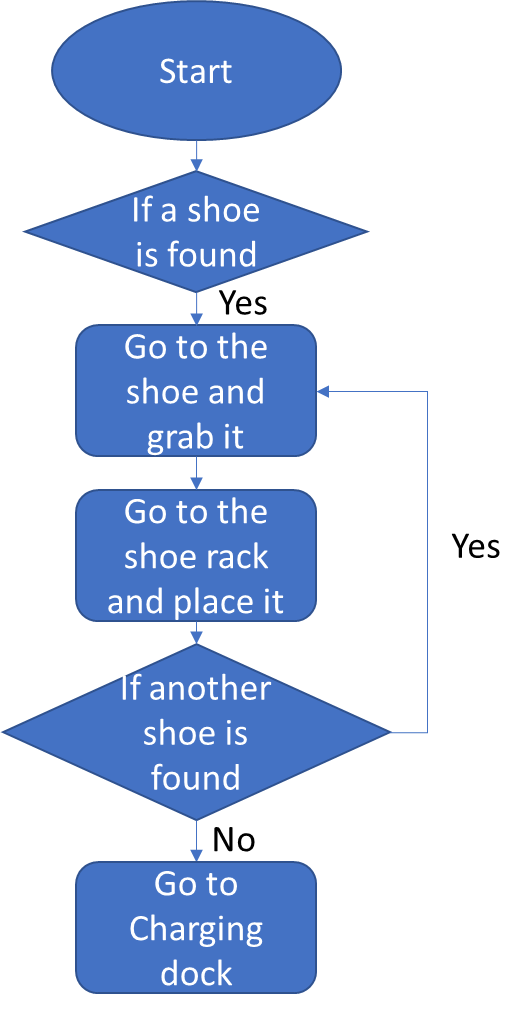 Start
If a shoe
is found
Yes
Go to the
shoe and
grab it
Go to the
shoe rack
and place it
Yes
If another
shoe is
found
No
Go to
Charging
dock